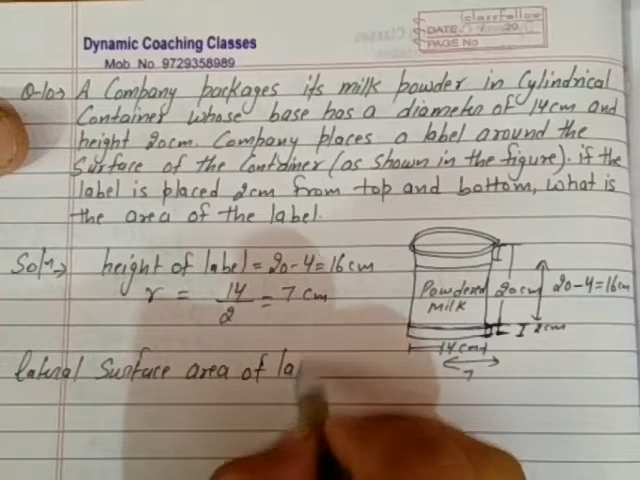 classfellow
DATE
PAGE No
Dynamic Coaching Classes
Mob. No. 9729358989
Q-10→ A Company packages its milk powder in Cylindrical
Container whose base has a diameter of 14cm and
height 20cm. Company places a label around the
Surface of the Container (as shown in the figure). if the
label is placed 2cm from top and bottom, what is
the area of the label.
Soln→ height of label = 20-4=16cm
r = 14/2 = 7 cm
Powdered
milk
20cm
20-4=16cm
2cm
14cm
7
lateral Surface area of la